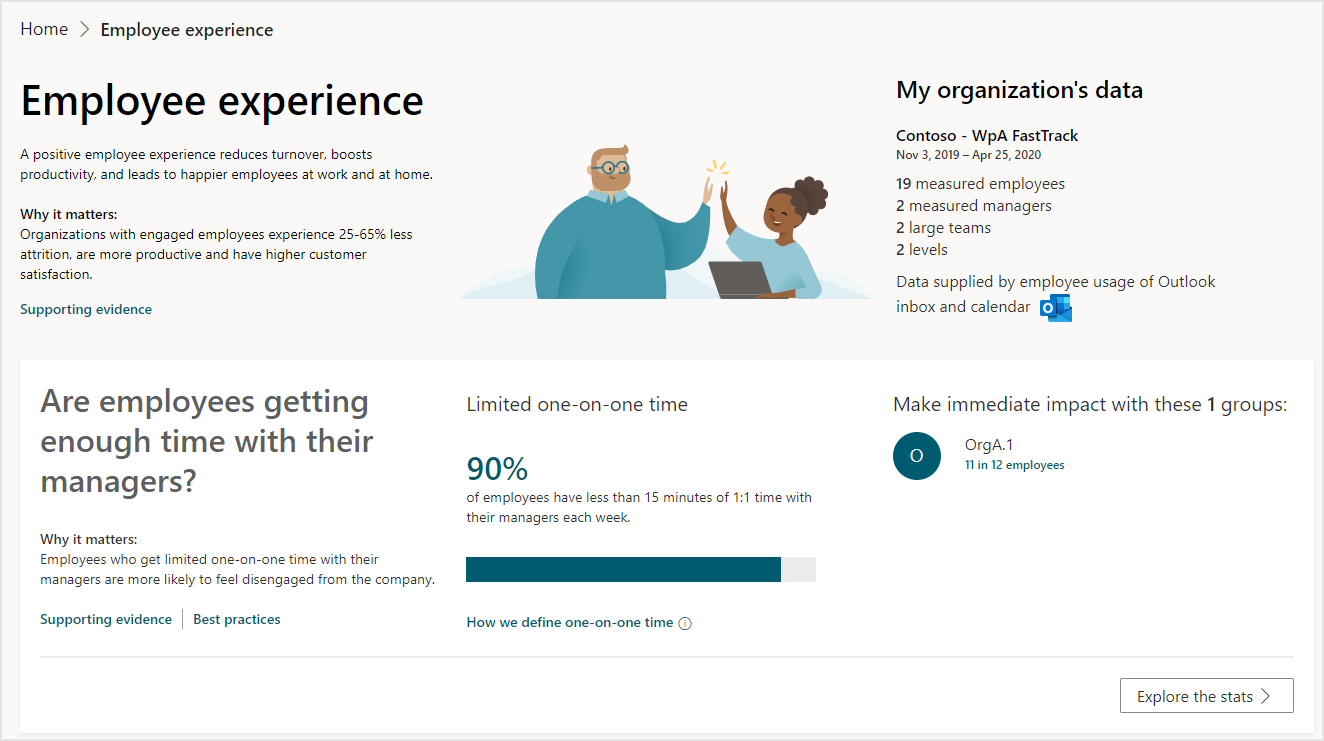 Home > Employee experience
Employee experience
A positive employee experience reduces turnover, boosts
productivity, and leads to happier employees at work and at home.
Why it matters:
Organizations with engaged employees experience 25-65% less
attrition, are more productive and have higher customer
satisfaction.
Supporting evidence
My organization's data
Contoso - WpA FastTrack
Nov 3, 2019 – Apr 25, 2020
19 measured employees
2 measured managers
2 large teams
2 levels
Data supplied by employee usage of Outlook
inbox and calendar
Are employees getting
enough time with their
managers?
Why it matters:
Employees who get limited one-on-one time with their
managers are more likely to feel disengaged from the company.
Supporting evidence | Best practices
Limited one-on-one time
90%
of employees have less than 15 minutes of 1:1 time with
their managers each week.
How we define one-on-one time
Make immediate impact with these 1 groups:
O
OrgA.1
11 in 12 employees
Explore the stats >